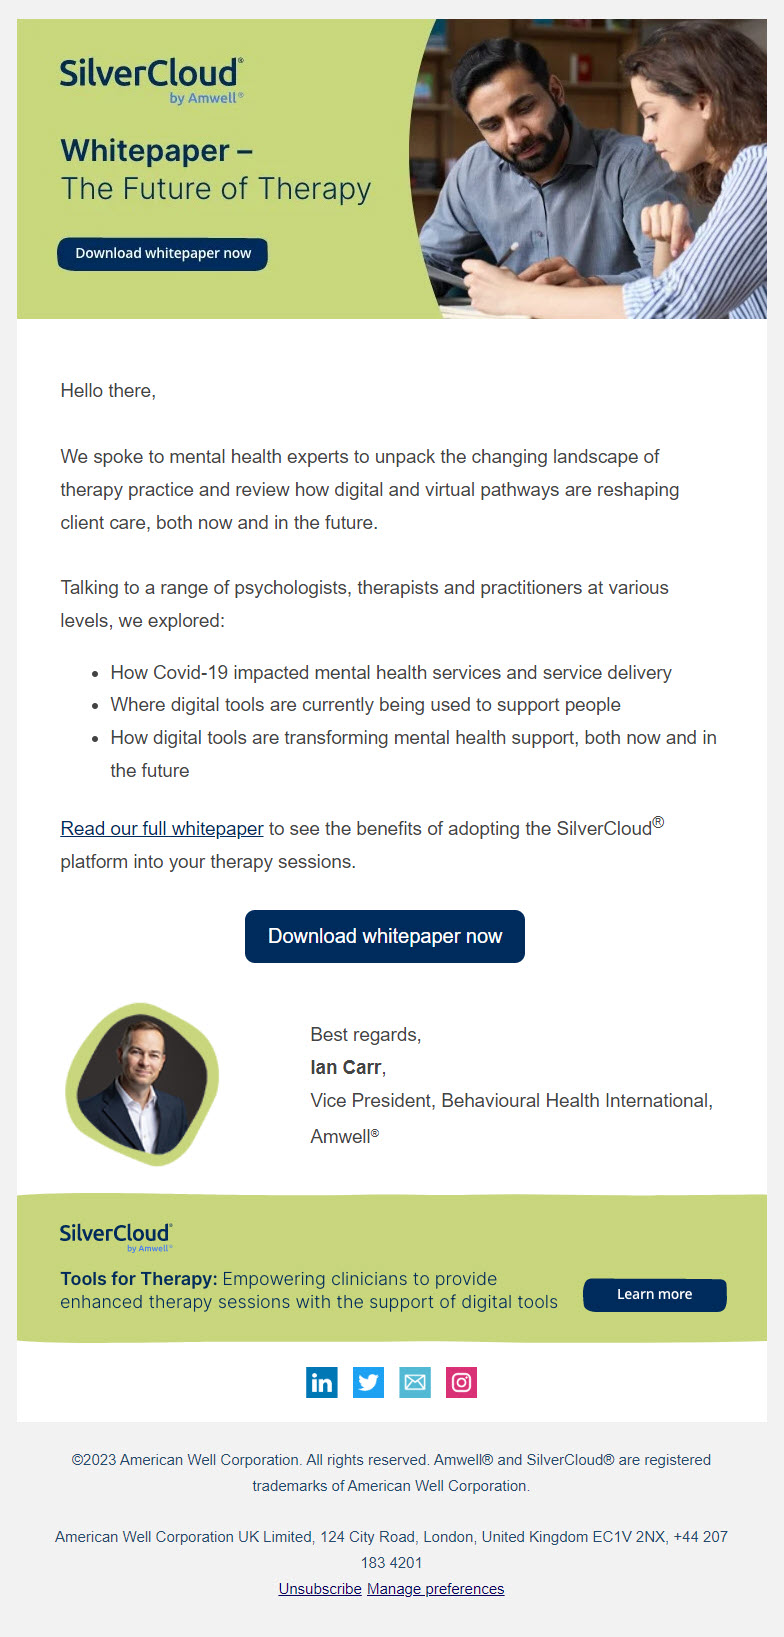 SilverCloud®
by Amwell®
Whitepaper –
The Future of Therapy
Download whitepaper now
Hello there,
We spoke to mental health experts to unpack the changing landscape of
therapy practice and review how digital and virtual pathways are reshaping
client care, both now and in the future.
Talking to a range of psychologists, therapists and practitioners at various
levels, we explored:
• How Covid-19 impacted mental health services and service delivery
• Where digital tools are currently being used to support people
• How digital tools are transforming mental health support, both now and in
the future
Read our full whitepaper to see the benefits of adopting the SilverCloud®
platform into your therapy sessions.
Download whitepaper now
Best regards,
Ian Carr,
Vice President, Behavioural Health International,
Amwell®
SilverCloud®
by Amwell®
Tools for Therapy: Empowering clinicians to provide
enhanced therapy sessions with the support of digital tools
Learn more
in
©2023 American Well Corporation. All rights reserved. Amwell® and SilverCloud® are registered
trademarks of American Well Corporation.
American Well Corporation UK Limited, 124 City Road, London, United Kingdom EC1V 2NX, +44 207
183 4201
Unsubscribe Manage preferences